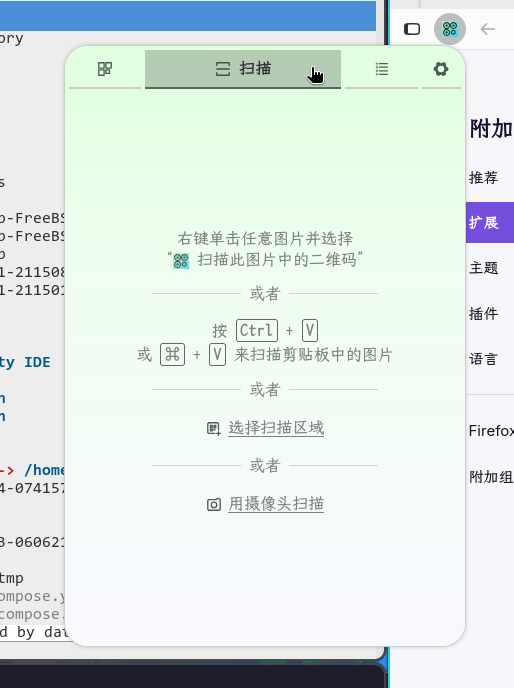 ory
扫描
附加
s
推荐
o-FreeBS
o-FreeBS
扩展
右键单击任意图片并选择
“ 扫描此图片中的二维码”
1-211508
主题
1-211501
或者
插件
按 Ctrl + V
或 ⌘ + V 来扫描剪贴板中的图片
ty IDE
语言
或者
n
n
选择扫描区域
Firefox
或者
-> /home
附加组
4-074157
用摄像头扫描
3-060621
tmp
ompose.y
compose.
d by dat